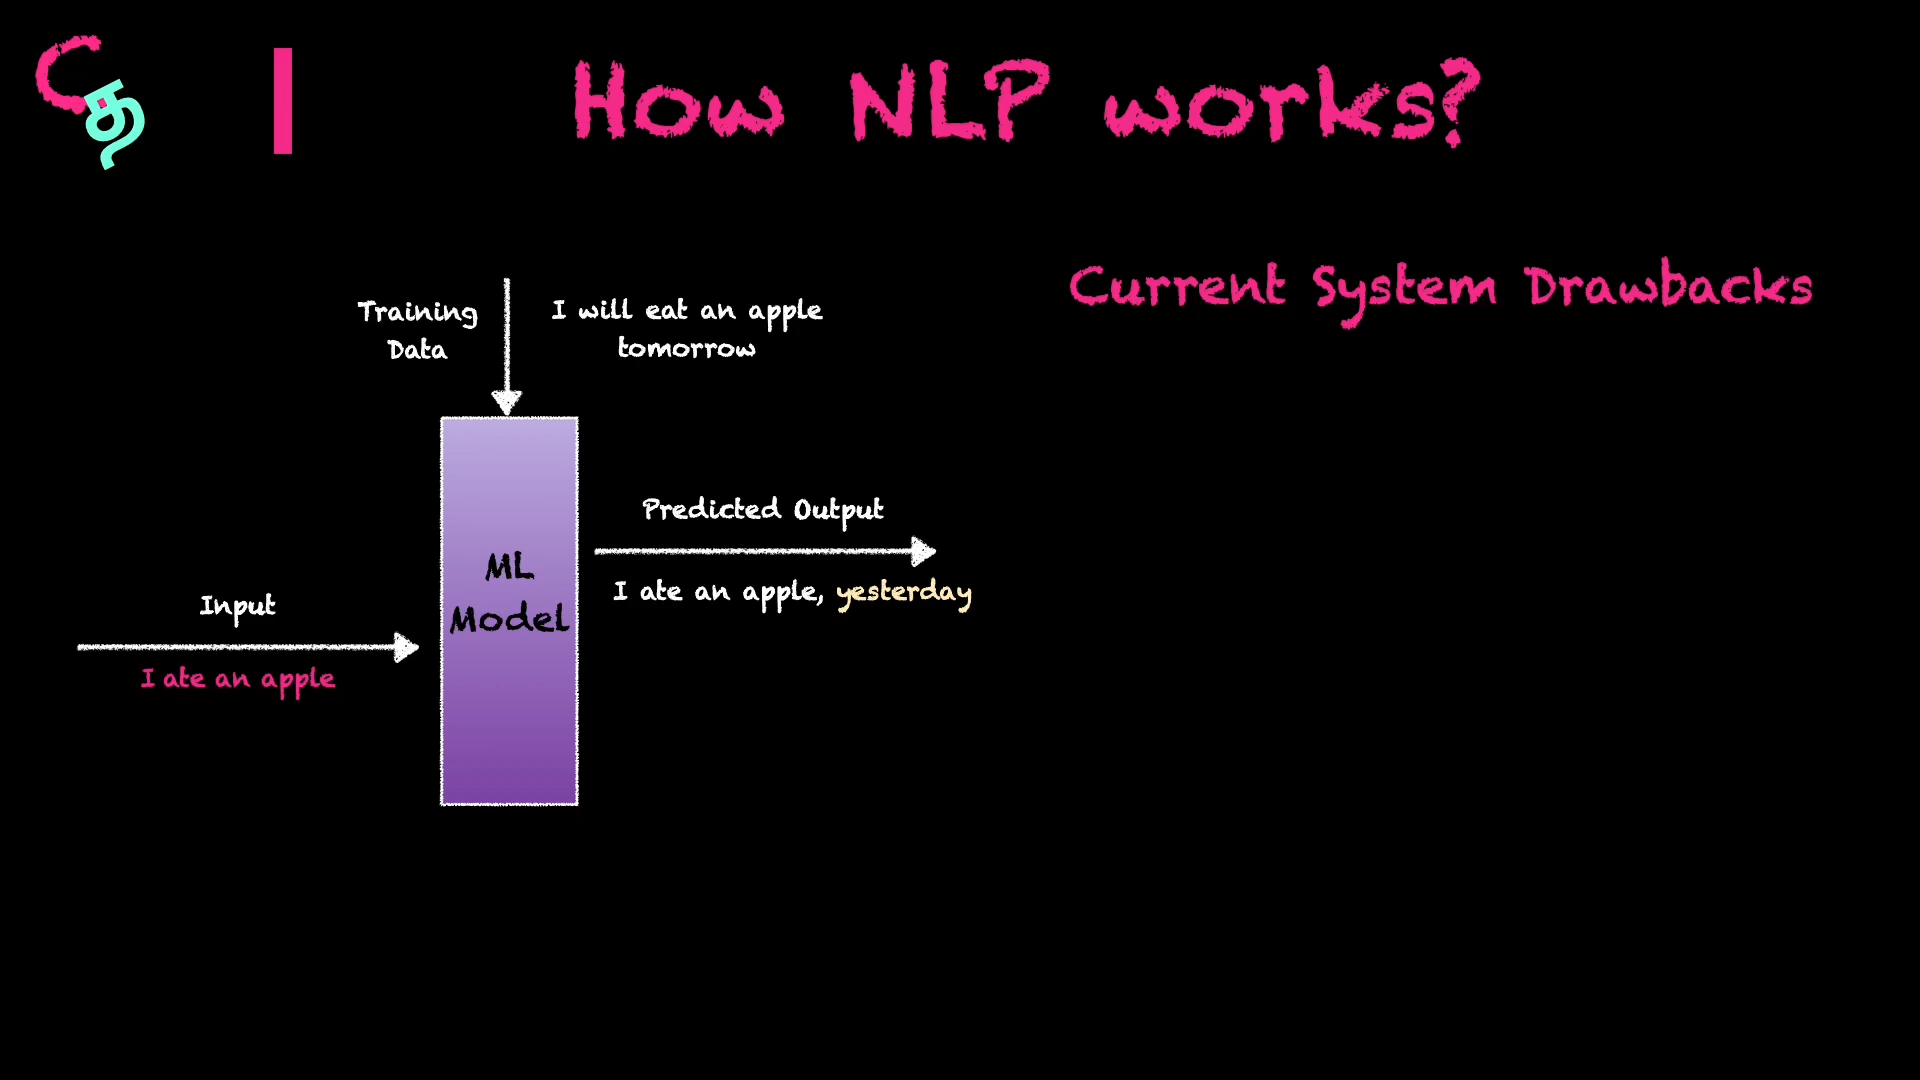 த
How NLP works?
Current System Drawbacks
Training
Data
I will eat an apple
tomorrow
ML
Model
Predicted Output
I ate an apple, yesterday
Input
I ate an apple